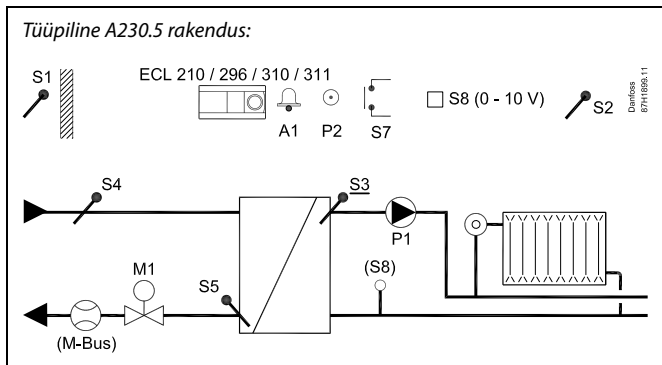 Tüüpiline A230.5 rakendus:
S1
ECL 210 / 296 / 310 / 311
A1
P2
S7
S8 (0 - 10 V)
S2
Danfoss
87H1899.11
S4
S3
P1
M1
S5
(S8)
(M-Bus)